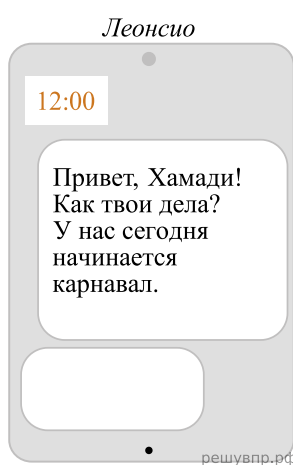 Леонсио
12:00
Привет, Хамади!
Как твои дела?
У нас сегодня
начинается
карнавал.
решувпр.рф